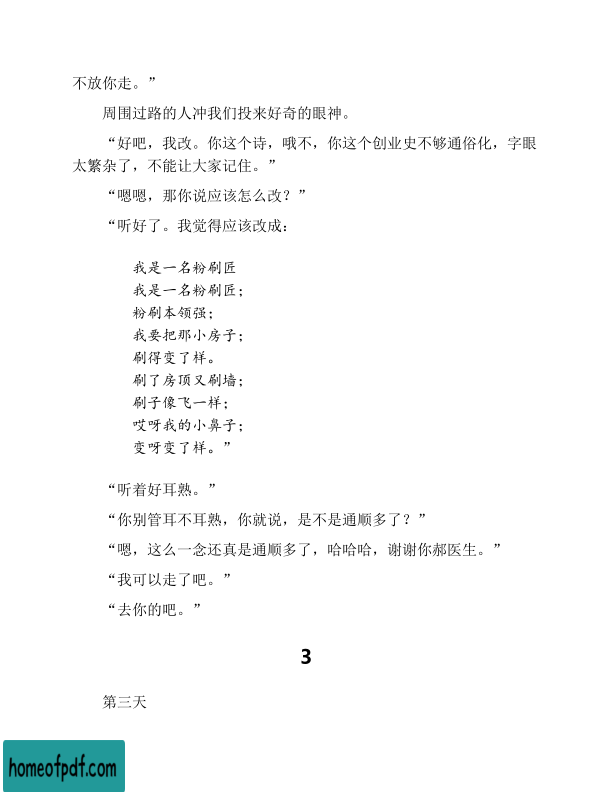 不放你走。”
周围过路的人冲我们投来好奇的眼神。
“好吧，我改。你这个诗，哦不，你这个创业史不够通俗化，字眼
太繁杂了，不能让大家记住。”
“嗯嗯，那你说应该怎么改？”
“听好了。我觉得应该改成：
我是一名粉刷匠
我是一名粉刷匠；
粉刷本领强；
我要把那小房子；
刷得变了样。
刷了房顶又刷墙；
刷子像飞一样；
哎呀我的小鼻子；
变呀变了样。”
“听着好耳熟。”
“你别管耳不耳熟，你就说，是不是通顺多了？”
“嗯，这么一念还真是通顺多了，哈哈哈，谢谢你郝医生。”
“我可以走了吧。”
“去你的吧。”
3
第三天
homeofpdf.com